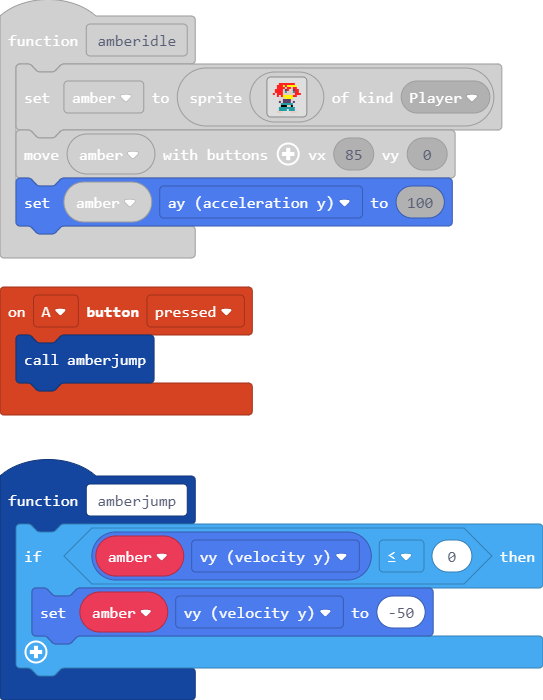 function amberidle
set amber to sprite of kind Player
move amber with buttons vx 85 vy 0
set amber ay (acceleration y) to 100
on A button pressed
call amberjump
function amberjump
if amber vy (velocity y) ≤ 0 then
set amber vy (velocity y) to -50